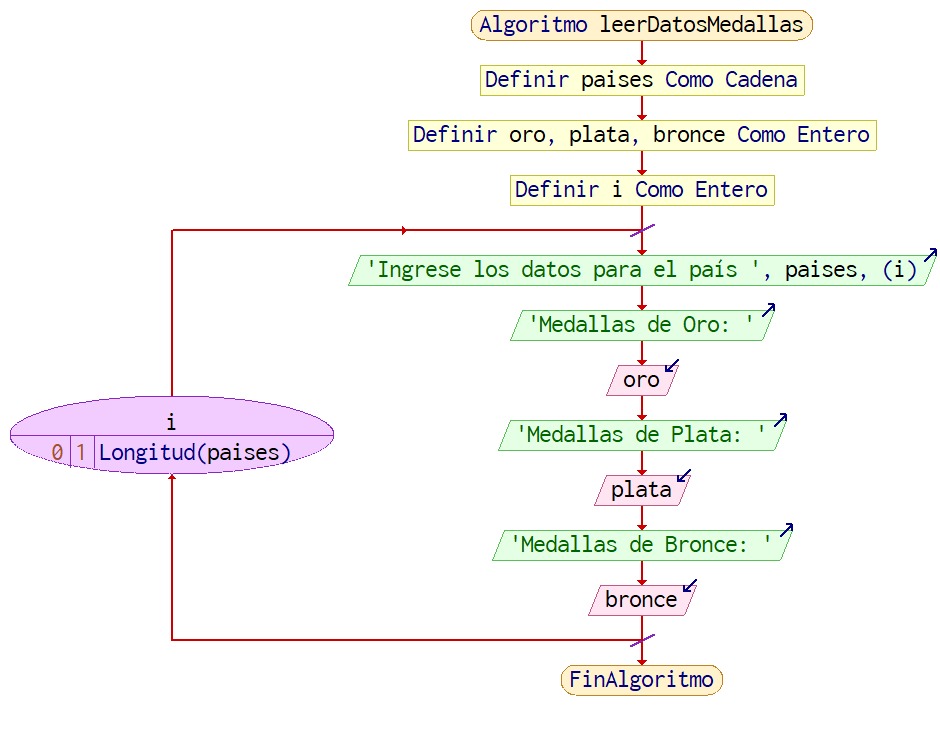 Algoritmo leerDatosMedallas
Definir paises Como Cadena
Definir oro, plata, bronce Como Entero
Definir i Como Entero
'Ingrese los datos para el país ', paises, (i)
'Medallas de Oro: '
oro
i
0 1 Longitud(paises)
'Medallas de Plata: '
plata
'Medallas de Bronce: '
bronce
FinAlgoritmo